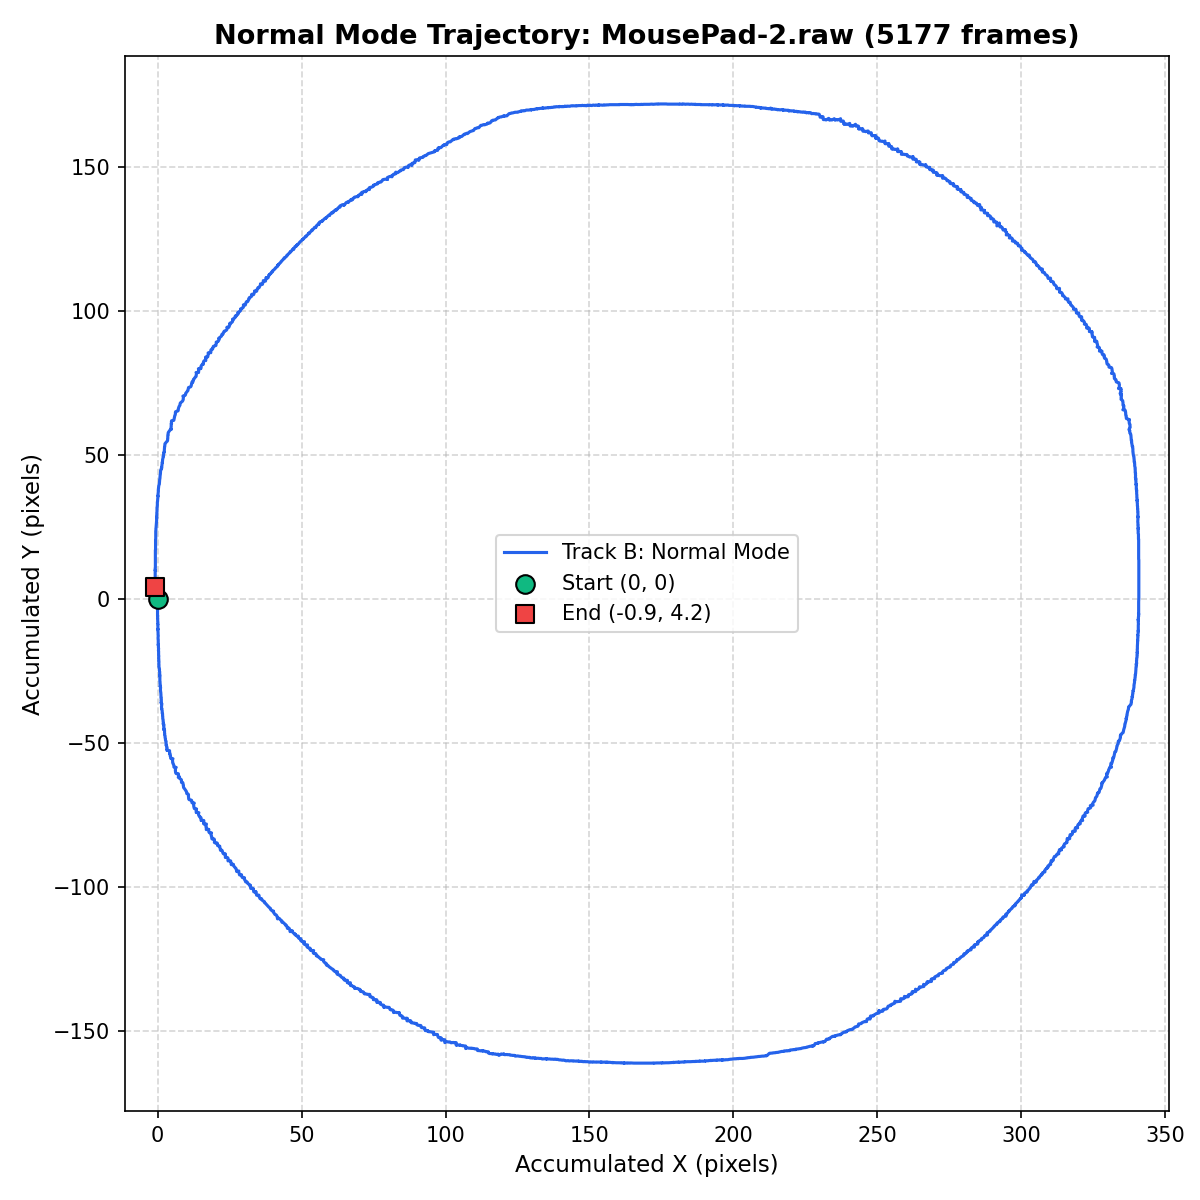 Normal Mode Trajectory: MousePad-2.raw (5177 frames)
Accumulated Y (pixels)
150
100
50
0
−50
−100
−150
Track B: Normal Mode
Start (0, 0)
End (-0.9, 4.2)
0 50 100 150 200 250 300 350
Accumulated X (pixels)